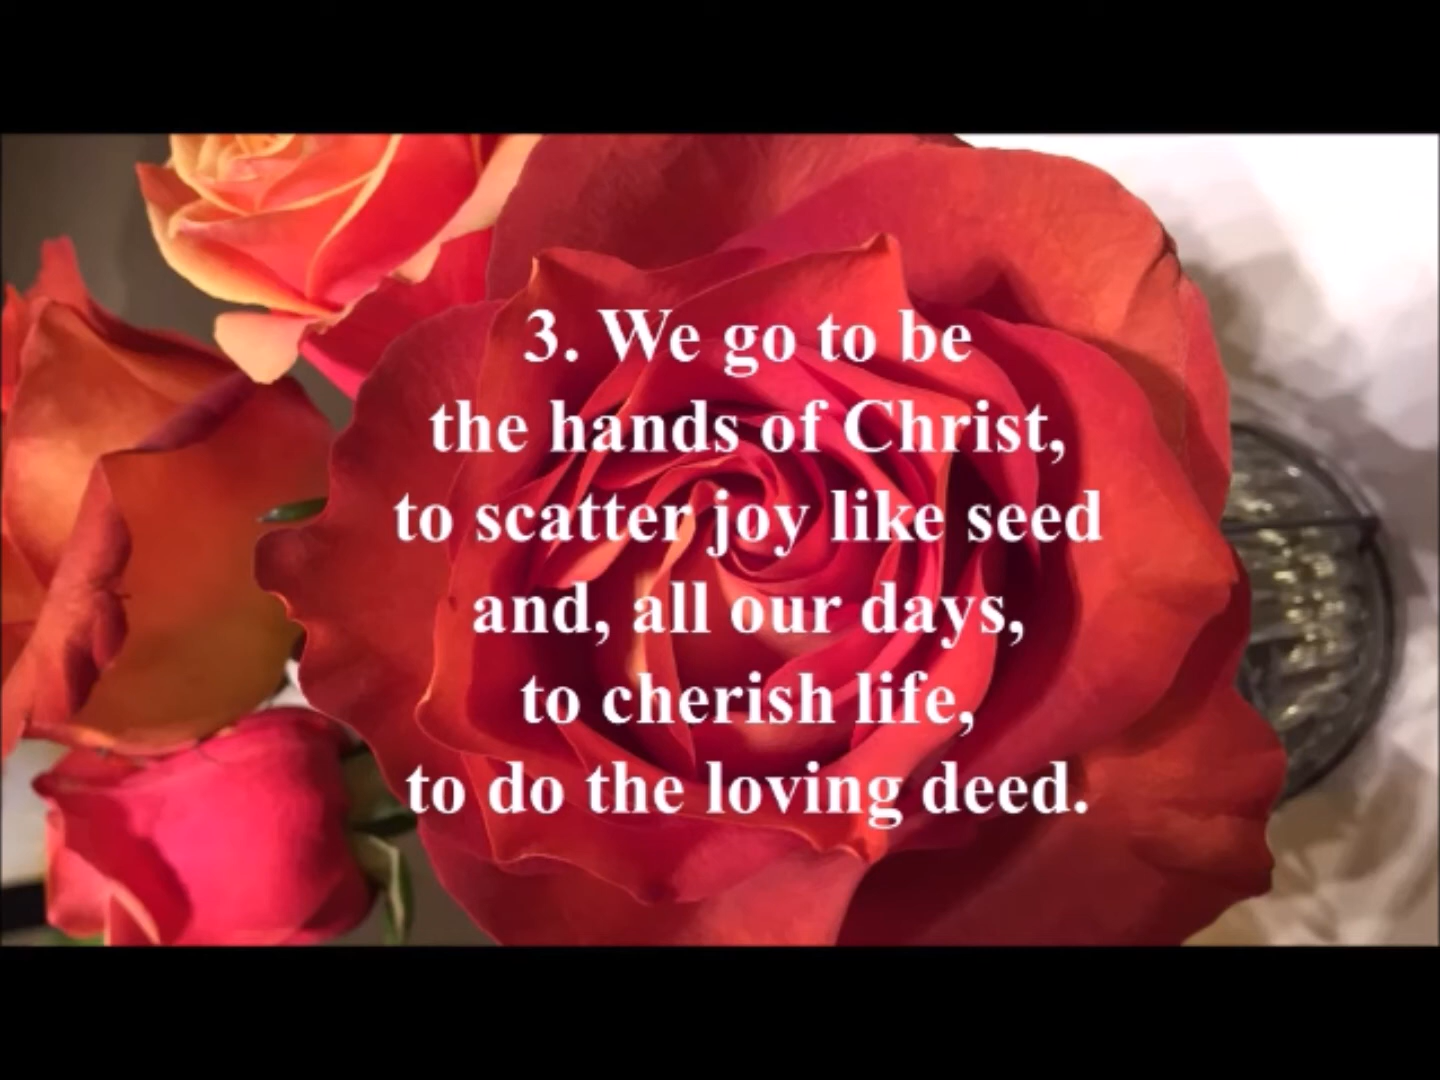 3. We go to be
the hands of Christ,
to scatter joy like seed
and, all our days,
to cherish life,
to do the loving deed.